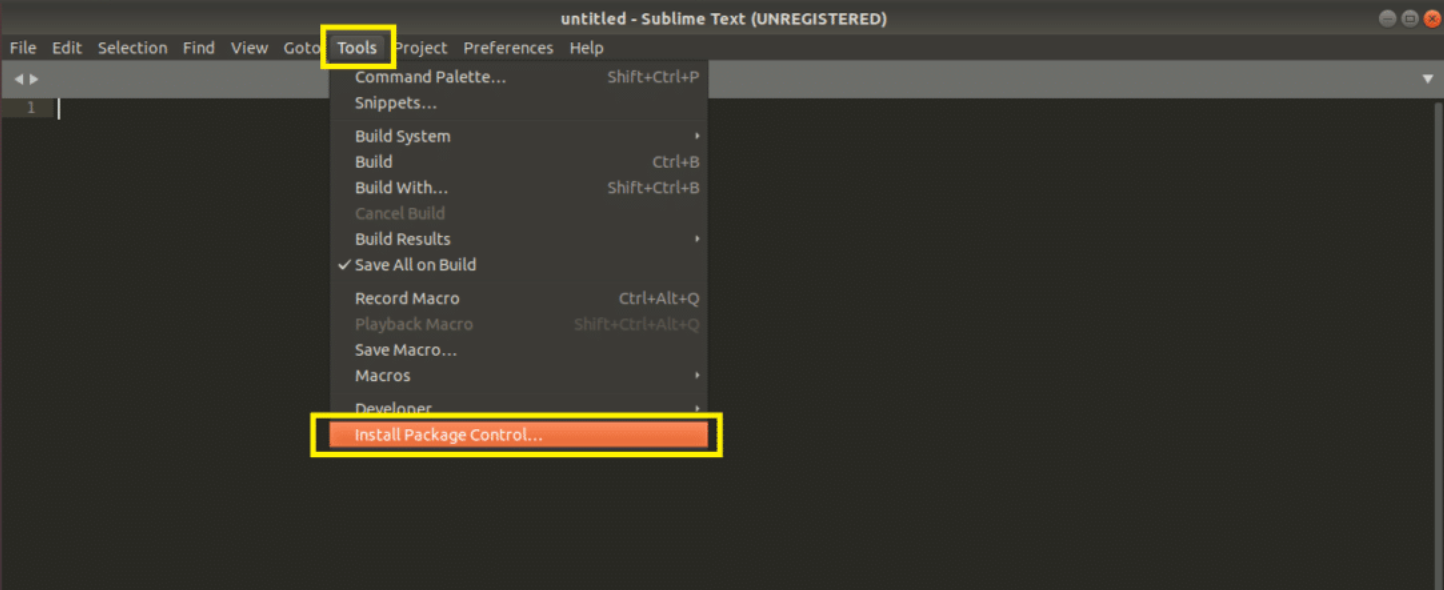 untitled - Sublime Text (UNREGISTERED)
File Edit Selection Find View Goto Tools Project Preferences Help
Command Palette... Shift+Ctrl+P
Snippets...
1
Build System
Build Ctrl+B
Build With... Shift+Ctrl+B
Cancel Build
Build Results
Save All on Build
Record Macro Ctrl+Alt+Q
Playback Macro Shift+Ctrl+Alt+Q
Save Macro...
Macros
Developer
Install Package Control...